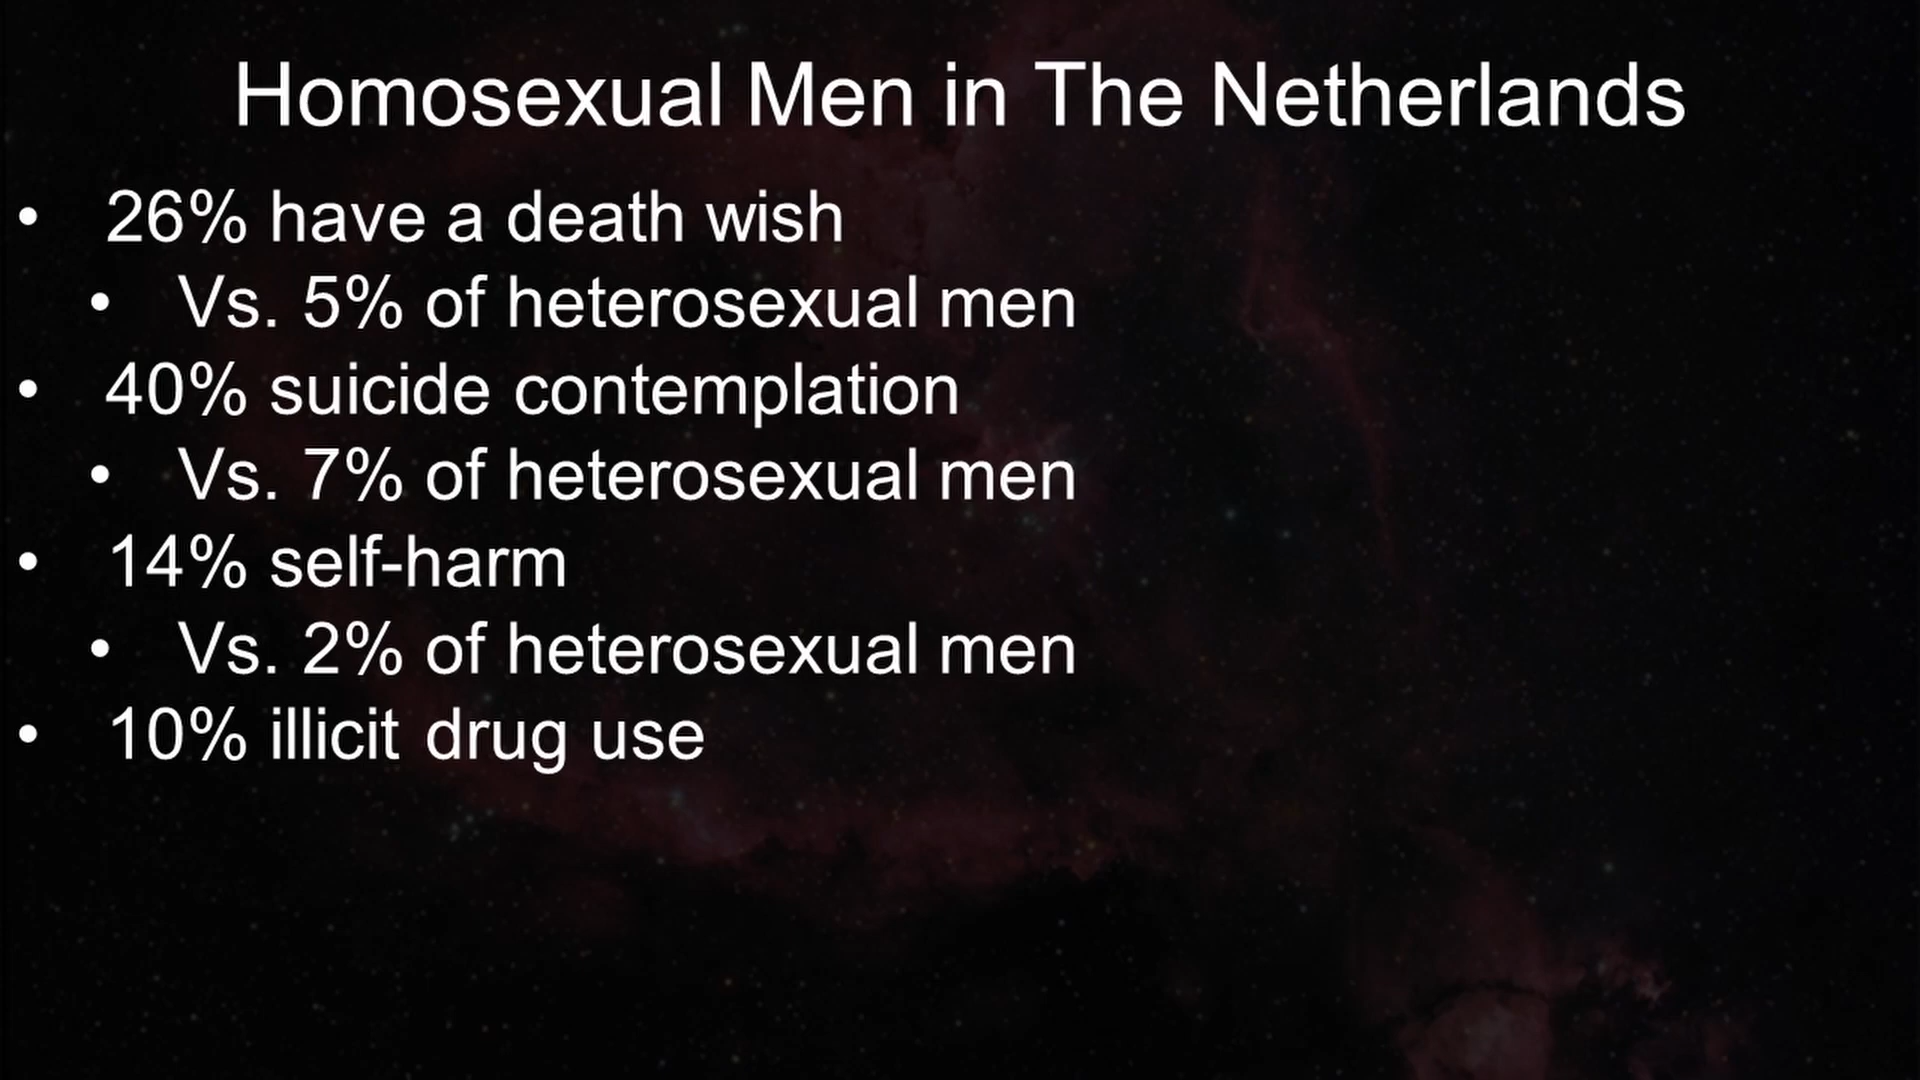 Homosexual Men in The Netherlands
• 26% have a death wish
• Vs. 5% of heterosexual men
• 40% suicide contemplation
• Vs. 7% of heterosexual men
• 14% self-harm
• Vs. 2% of heterosexual men
• 10% illicit drug use